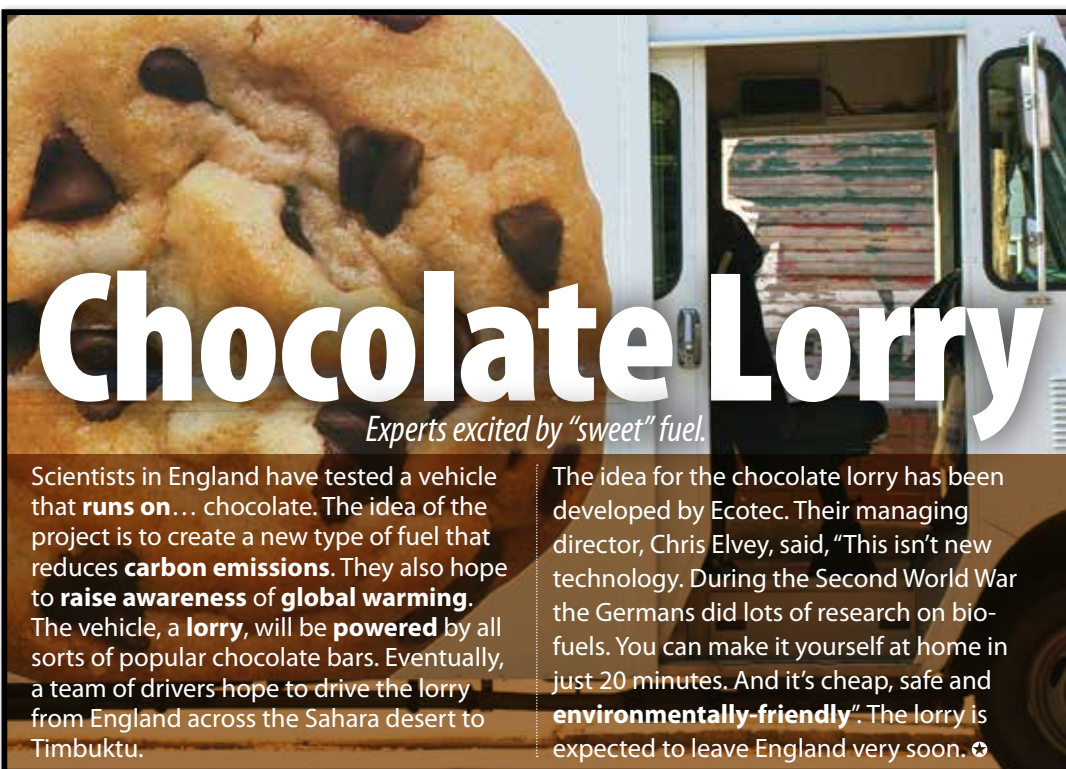 Chocolate Lorry
Experts excited by “sweet” fuel.
Scientists in England have tested a vehicle
that runs on… chocolate. The idea of the
project is to create a new type of fuel that
reduces carbon emissions. They also hope
to raise awareness of global warming.
The vehicle, a lorry, will be powered by all
sorts of popular chocolate bars. Eventually,
a team of drivers hope to drive the lorry
from England across the Sahara desert to
Timbuktu.
The idea for the chocolate lorry has been
developed by Ecotec. Their managing
director, Chris Elvey, said, “This isn’t new
technology. During the Second World War
the Germans did lots of research on bio-
fuels. You can make it yourself at home in
just 20 minutes. And it’s cheap, safe and
environmentally-friendly”. The lorry is
expected to leave England very soon.